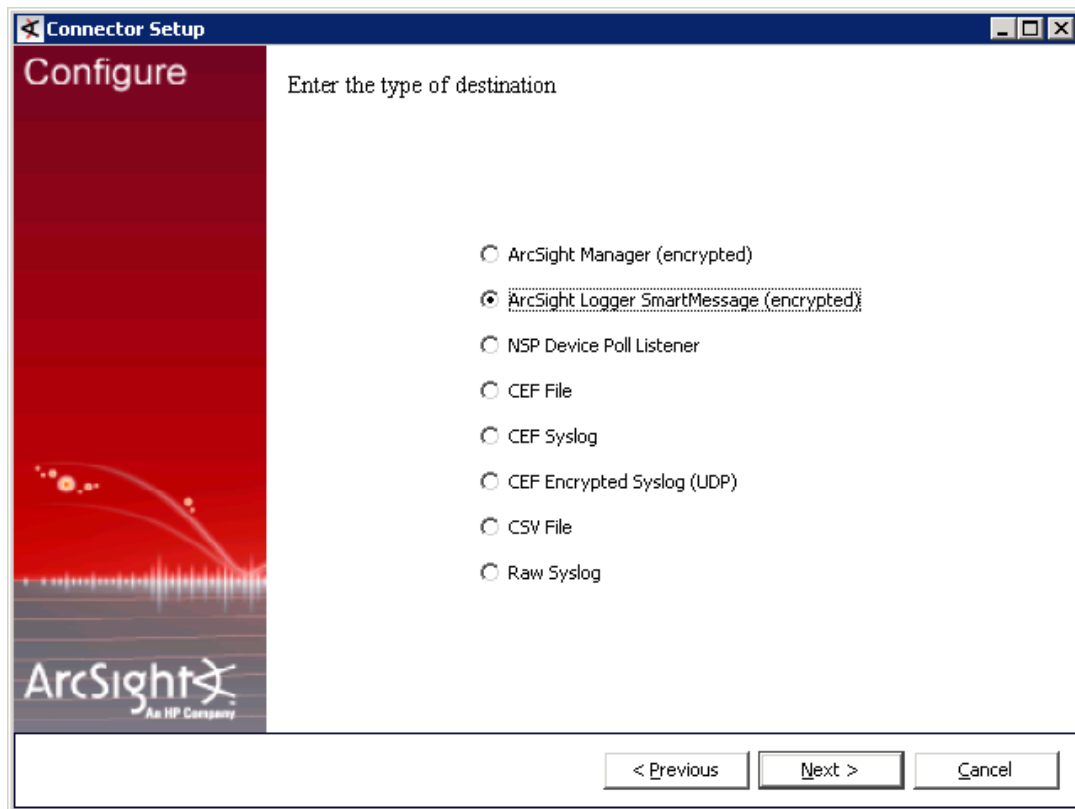 Connector Setup
Configure
Enter the type of destination
ArcSight Manager (encrypted)
ArcSight Logger SmartMessage (encrypted)
NSP Device Poll Listener
CEF File
CEF Syslog
CEF Encrypted Syslog (UDP)
CSV File
Raw Syslog
ArcSight
An HP Company
< Previous
Next >
Cancel